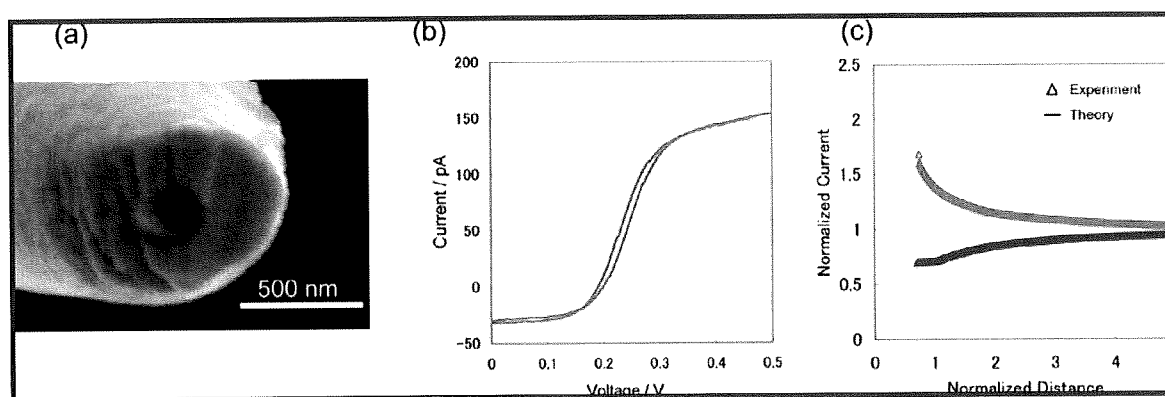 (a)
500 nm
(b)
200
150
100
50
0
−50
Current / pA
0 0.1 0.2 0.3 0.4 0.5
Voltage / V
(c)
2.5
2
1.5
1
0.5
0
Normalized Current
△ Experiment
Theory
0 1 2 3 4
Normalized Distance